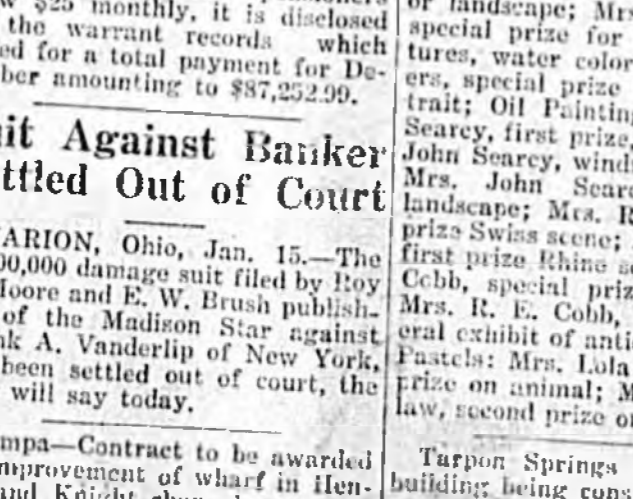 $25 monthly, it is disclosed
the warrant records which
ed for a total payment for De-
ber amounting to $87,252.99.
it Against Banker
ttled Out of Court
ARION, Ohio, Jan. 15.—The
00,000 damage suit filed by Roy
Moore and E. W. Brush publish-
of the Madison Star against
nk A. Vanderlip of New York,
been settled out of court, the
will say today.
mpa—Contract to be awarded
mprovement of wharf in Hen-
and Knight
or landscape; Mrs
special prize for
tures, water color
ers, special prize
trait; Oil Painting
Searcy, first prize,
John Searcy, wind
Mrs. John Sears
landscape; Mrs. R
prize Swiss scene;
first prize Rhine s
Cobb, special priz
Mrs. R. E. Cobb,
eral exhibit of anti
Pastels: Mrs. Lola
prize on animal; M
law, second prize o
Tarpon Springs
building being con